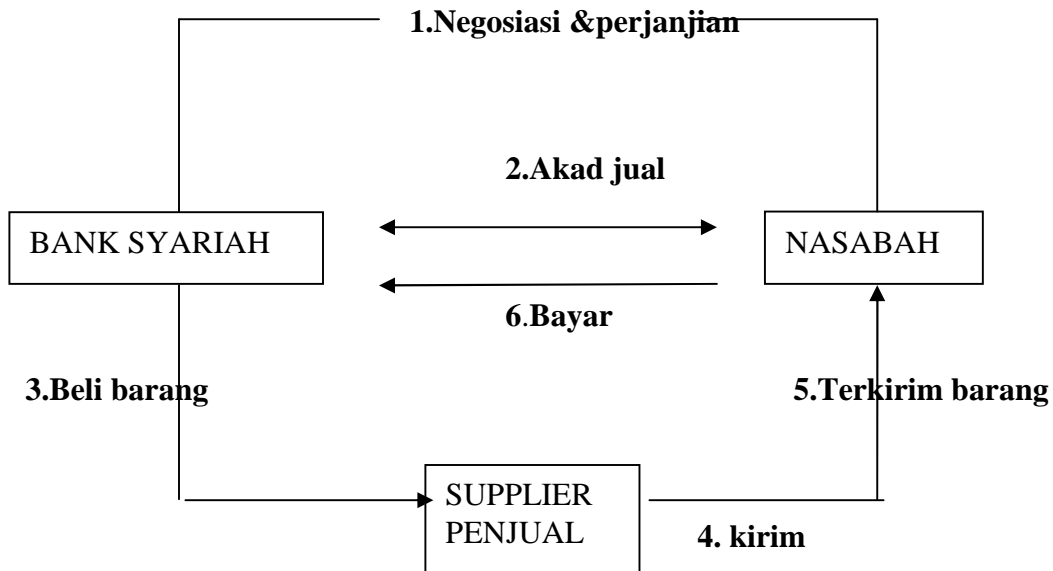 1.Negosiasi &perjanjian
2.Akad jual
BANK SYARIAH
NASABAH
6.Bayar
3.Beli barang
5.Terkirim barang
SUPPLIER
PENJUAL
4. kirim